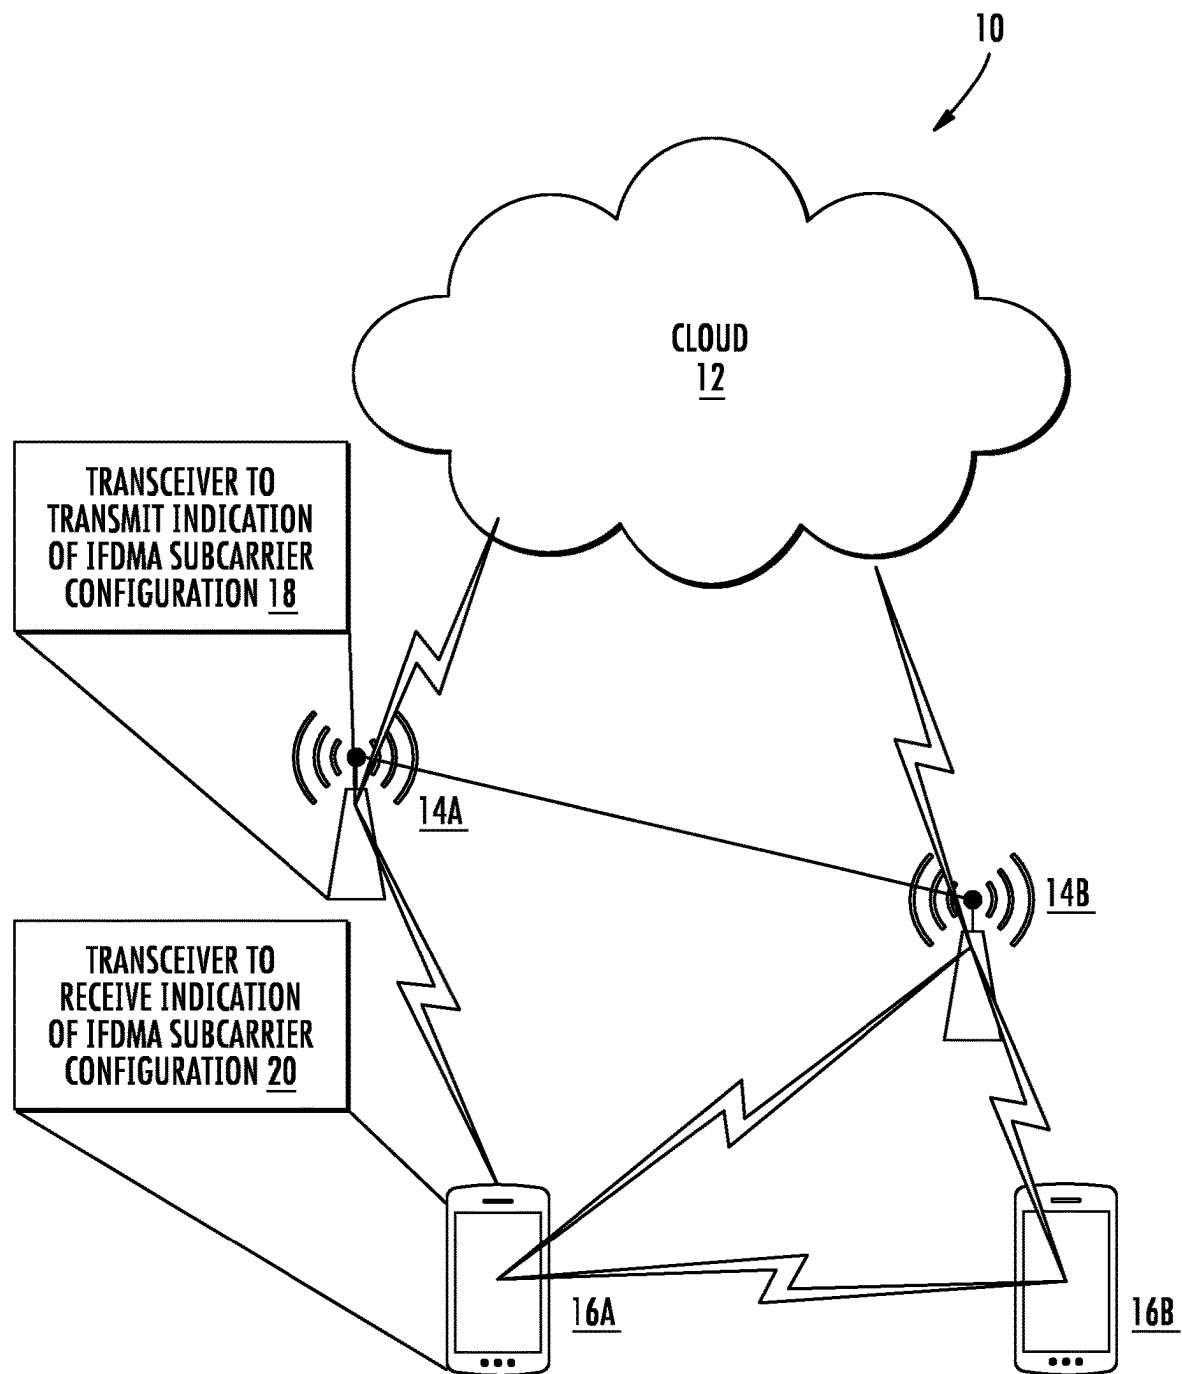 10
CLOUD
12
TRANSCEIVER TO
TRANSMIT INDICATION
OF IFDMA SUBCARRIER
CONFIGURATION 18
14A
14B
TRANSCEIVER TO
RECEIVE INDICATION
OF IFDMA SUBCARRIER
CONFIGURATION 20
16A
16B